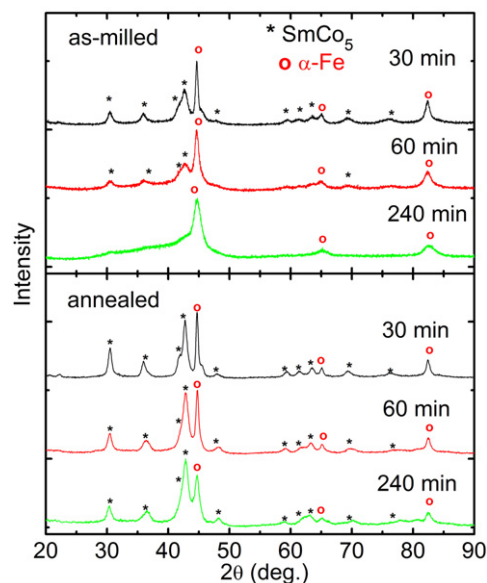 as-milled
* SmCo5
o α-Fe
30 min
60 min
240 min
Intensity
annealed
30 min
60 min
240 min
20 30 40 50 60 70 80 90
2θ (deg.)